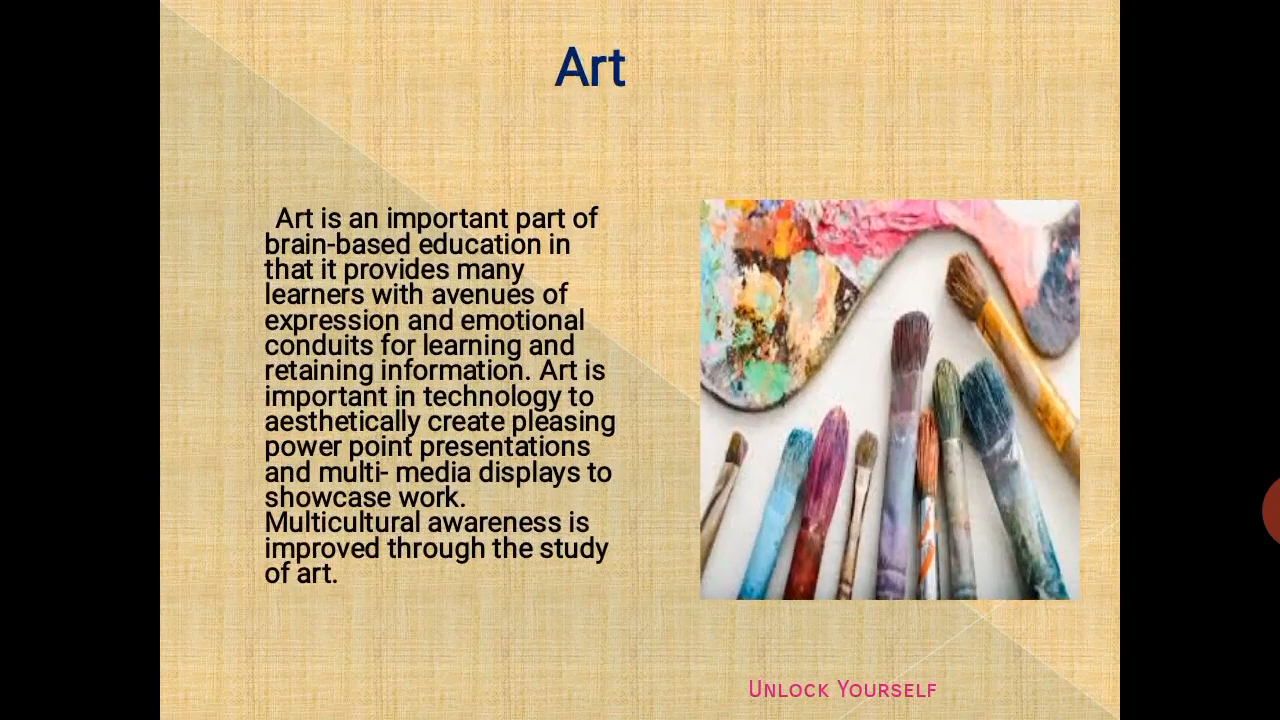 Art
Art is an important part of
brain-based education in
that it provides many
learners with avenues of
expression and emotional
conduits for learning and
retaining information. Art is
important in technology to
aesthetically create pleasing
power point presentations
and multi- media displays to
showcase work.
Multicultural awareness is
improved through the study
of art.
Unlock Yourself